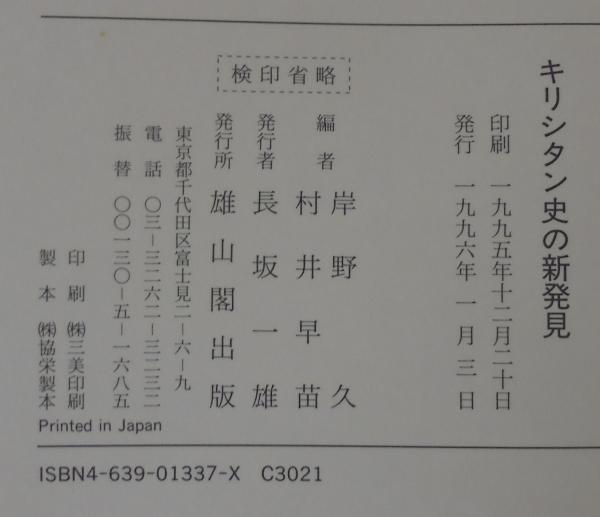 キリシタン史の新発見
印刷 一九九五年十二月二十日
発行 一九九六年 一月 三日
編者 岸野久
村井早苗
発行者 長坂一雄
発行所 雄山閣出版
検印省略
東京都千代田区富士見二−六−九
電話 〇三−三二六二−三二三二
振替 〇〇一三〇−五−一六八五
印刷 ㈱三美印刷
製本 ㈱協栄製本
Printed in Japan
ISBN4-639-01337-X C3021